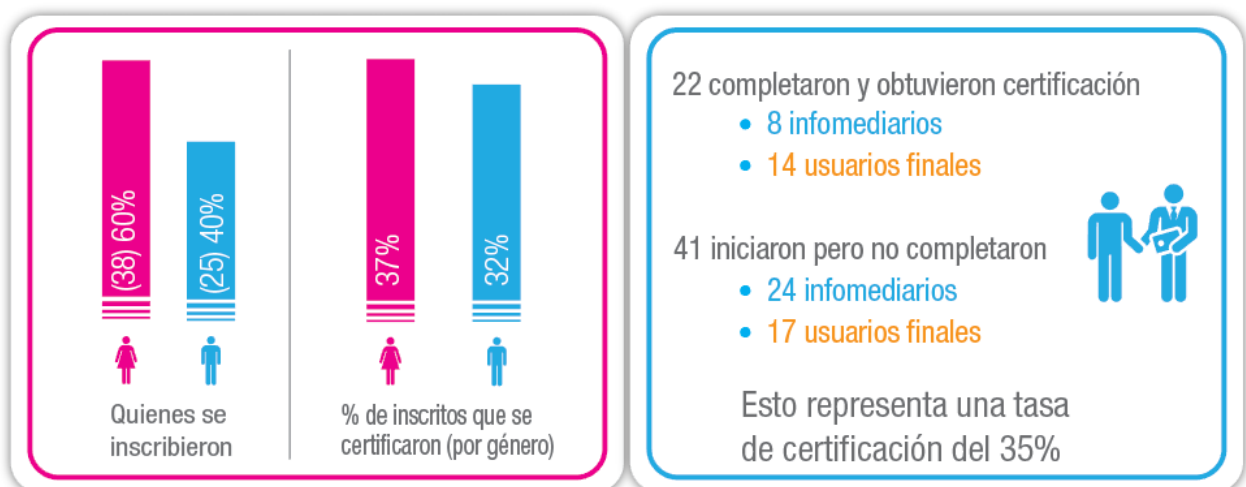 (38) 60%
(25) 40%
Quienes se
inscribieron
37%
32%
% de inscritos que se
certificaron (por género)
22 completaron y obtuvieron certificación
• 8 infomediarios
• 14 usuarios finales
41 iniciaron pero no completaron
• 24 infomediarios
• 17 usuarios finales
Esto representa una tasa
de certificación del 35%